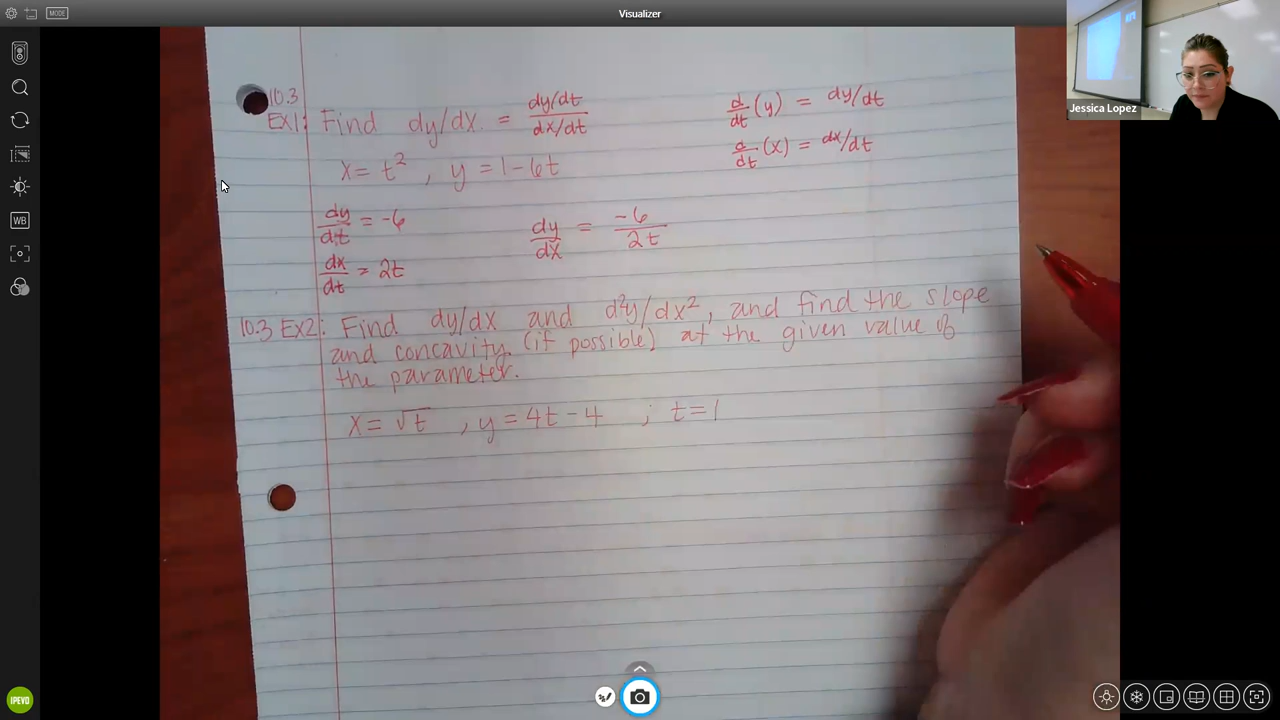 MODE
Visualizer
Jessica Lopez
10.3
EX1: Find dy/dx = dy/dt / dx/dt
d/dt (y) = dy/dt
d/dt (x) = dx/dt
x = t², y = 1 - 6t
dy/dt = -6
dx/dt = 2t
dy/dx = -6 / 2t
10.3 EX2: Find dy/dx and d²y/dx², and find the slope
and concavity (if possible) at the given value of
the parameter.
x = √t, y = 4t - 4 ; t = 1
WB
IPEVO